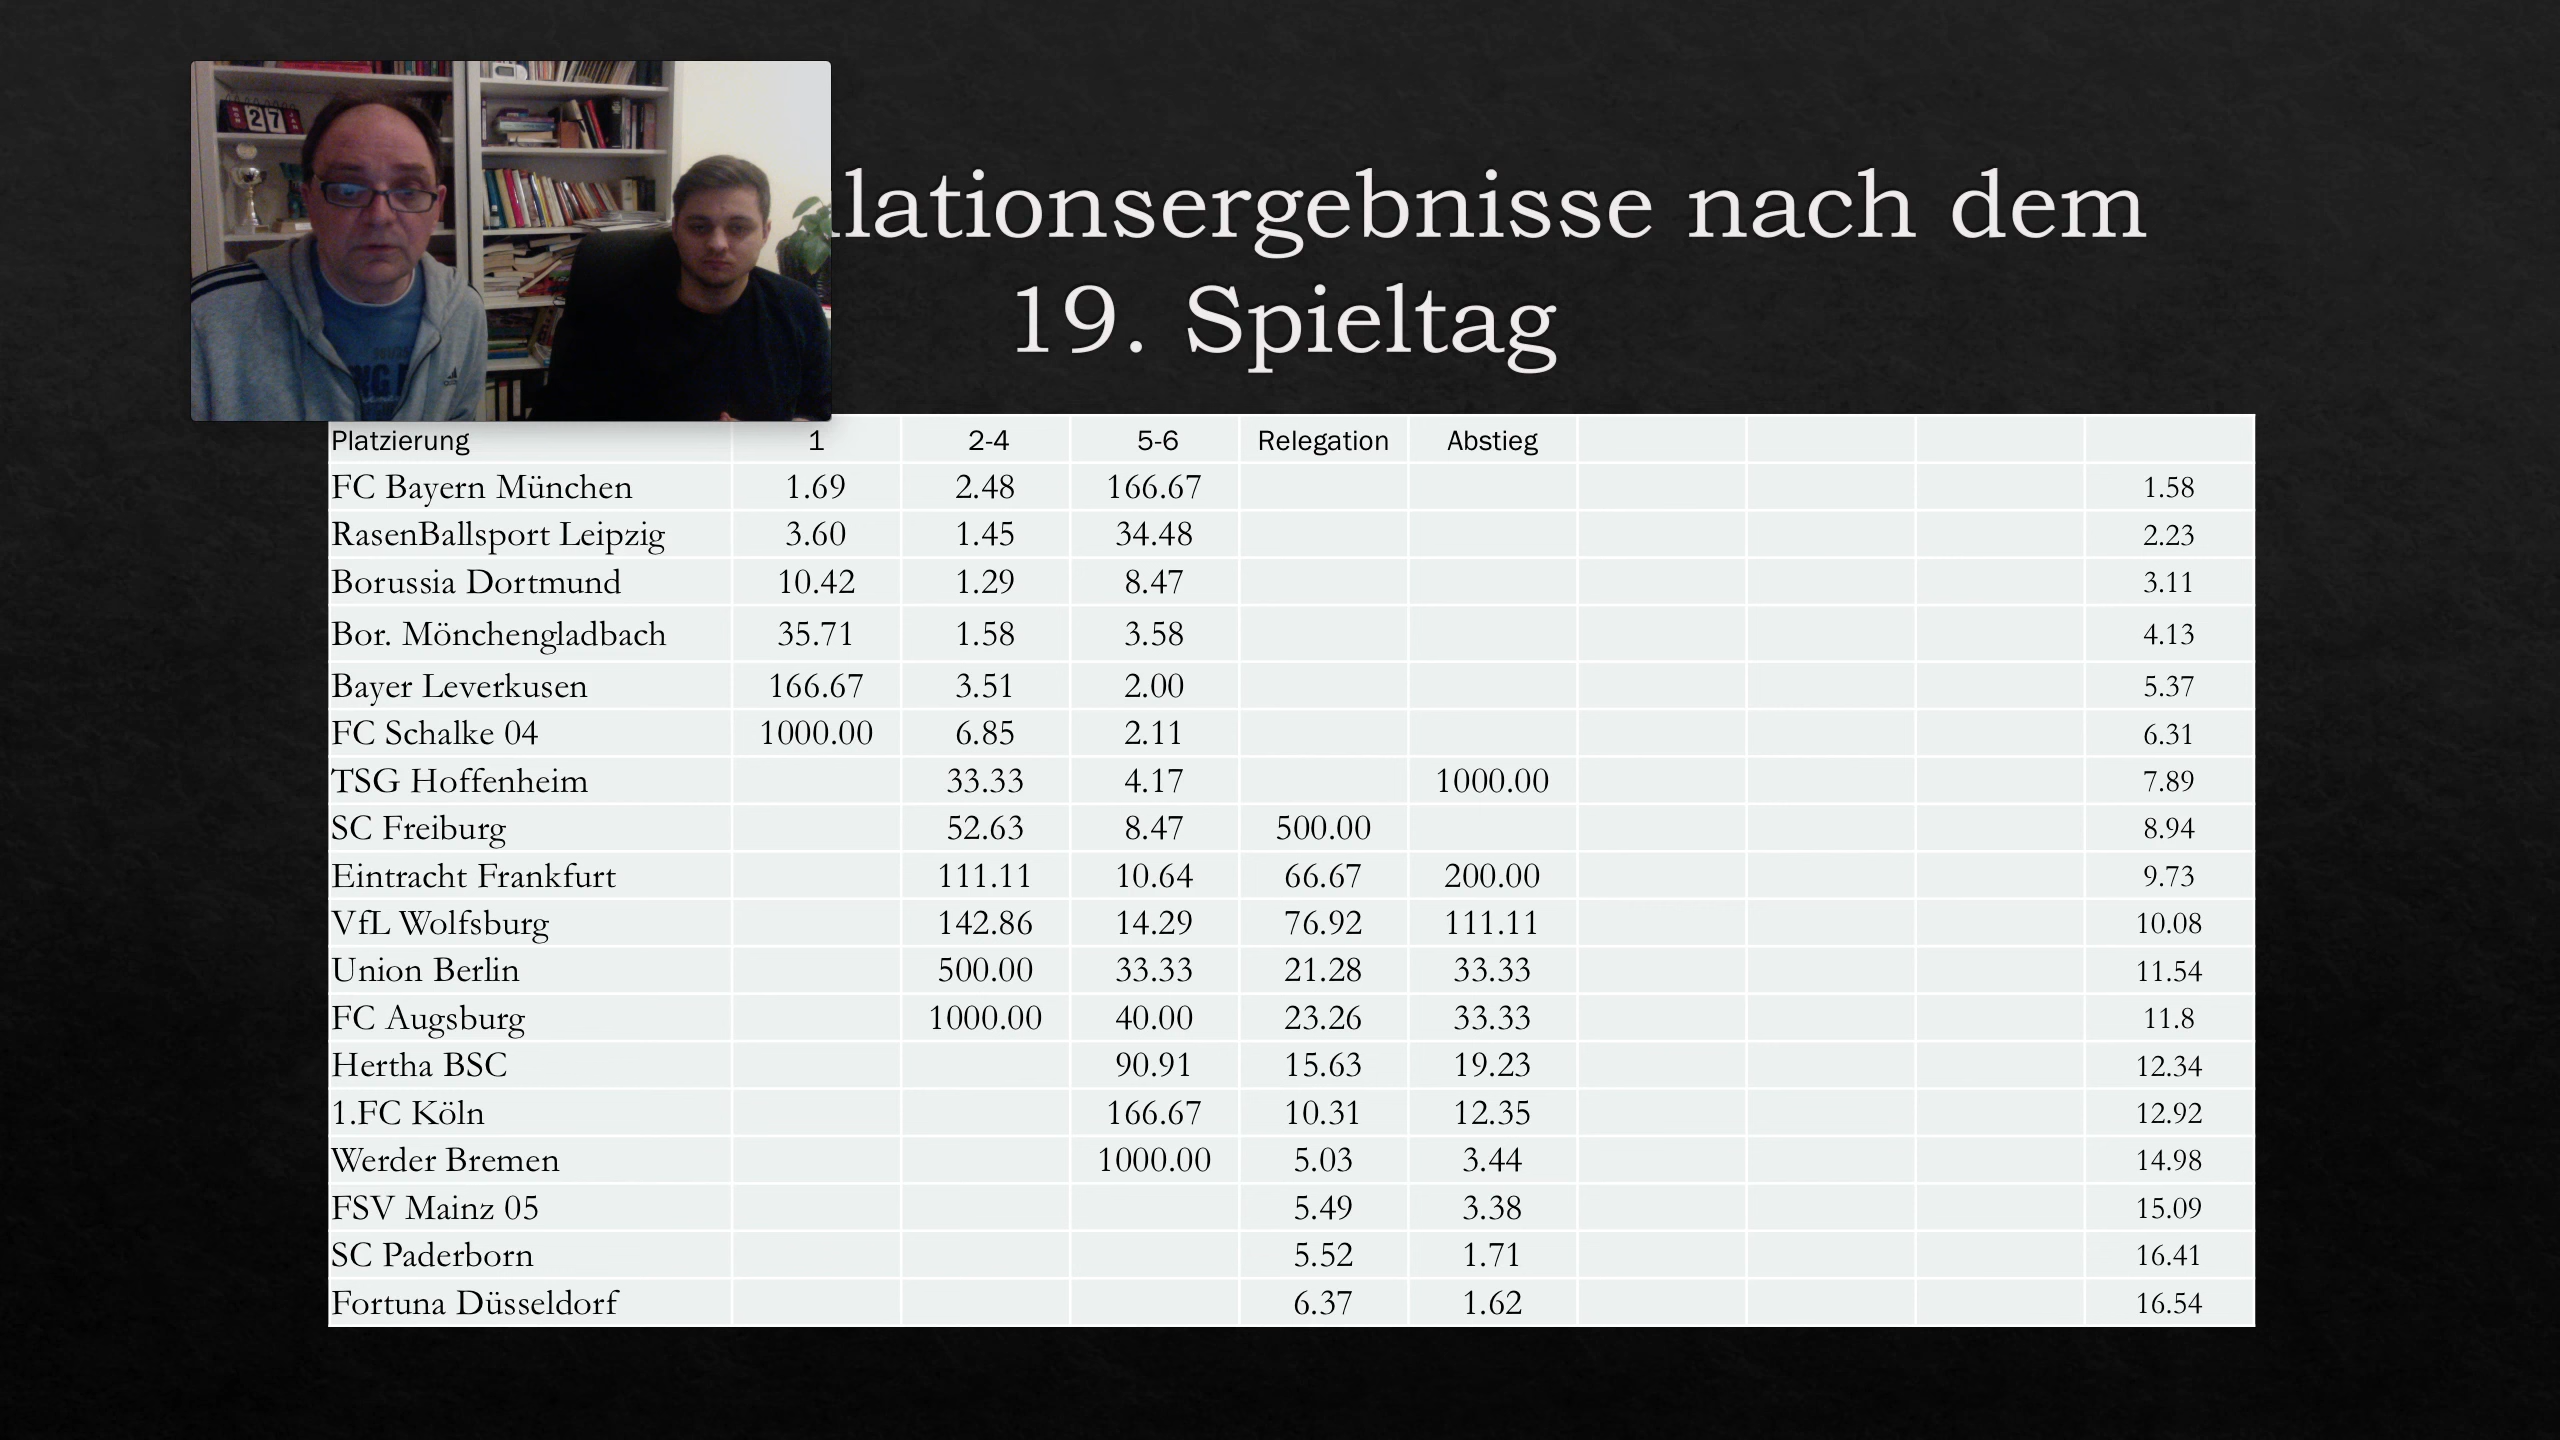 27
lationsergebnisse nach dem
19. Spieltag
Platzierung 1 2-4 5-6 Relegation Abstieg
FC Bayern München 1.69 2.48 166.67 1.58
RasenBallsport Leipzig 3.60 1.45 34.48 2.23
Borussia Dortmund 10.42 1.29 8.47 3.11
Bor. Mönchengladbach 35.71 1.58 3.58 4.13
Bayer Leverkusen 166.67 3.51 2.00 5.37
FC Schalke 04 1000.00 6.85 2.11 6.31
TSG Hoffenheim 33.33 4.17 1000.00 7.89
SC Freiburg 52.63 8.47 500.00 8.94
Eintracht Frankfurt 111.11 10.64 66.67 200.00 9.73
VfL Wolfsburg 142.86 14.29 76.92 111.11 10.08
Union Berlin 500.00 33.33 21.28 33.33 11.54
FC Augsburg 1000.00 40.00 23.26 33.33 11.8
Hertha BSC 90.91 15.63 19.23 12.34
1.FC Köln 166.67 10.31 12.35 12.92
Werder Bremen 1000.00 5.03 3.44 14.98
FSV Mainz 05 5.49 3.38 15.09
SC Paderborn 5.52 1.71 16.41
Fortuna Düsseldorf 6.37 1.62 16.54